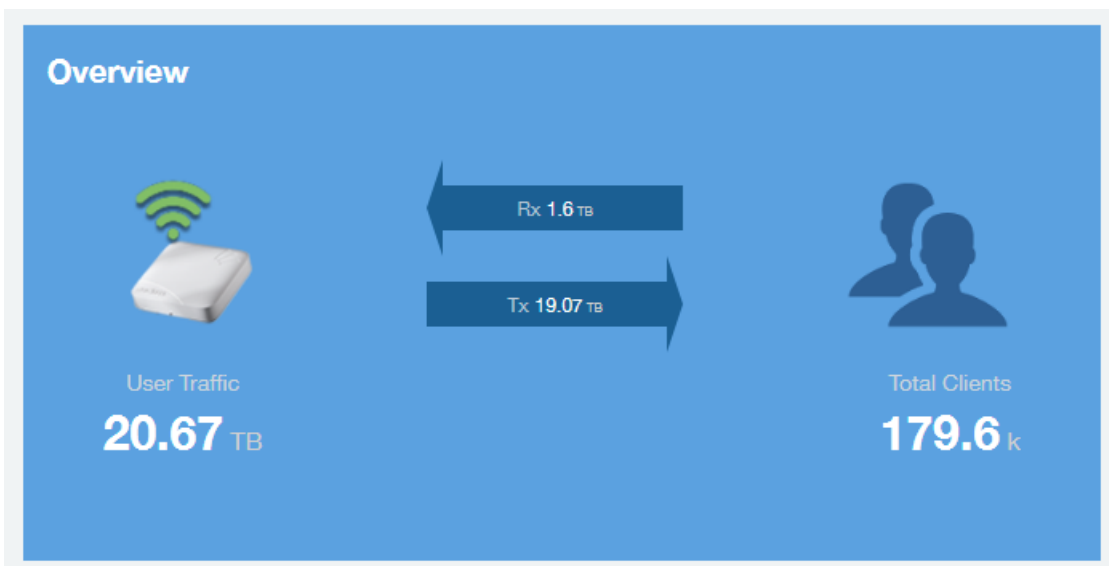 Overview
Rx 1.6 TB
Tx 19.07 TB
User Traffic
20.67 TB
Total Clients
179.6 k